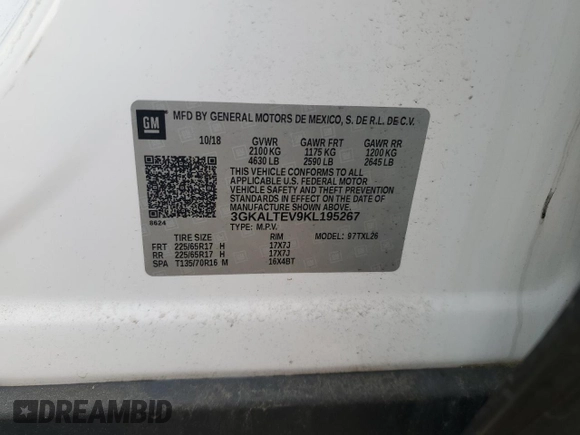 GM
MFD BY GENERAL MOTORS DE MEXICO, S. DE R.L. DE C.V.
10/18 GVWR GAWR FRT GAWR RR
2100 KG 1175 KG 1200 KG
4630 LB 2590 LB 2645 LB
THIS VEHICLE CONFORMS TO ALL
APPLICABLE U.S. FEDERAL MOTOR
VEHICLE SAFETY AND THEFT PREVENTION
STANDARDS IN EFFECT ON THE DATE OF
MANUFACTURE SHOWN ABOVE.
0624
3GKALTEV9KL195267
TYPE: M.P.V.
TIRE SIZE RIM MODEL: 97TXL26
FRT 225/65R17 H 17X7J
RR 225/65R17 H 17X7J
SPA T135/70R16 M 16X4BT
DREAMBID